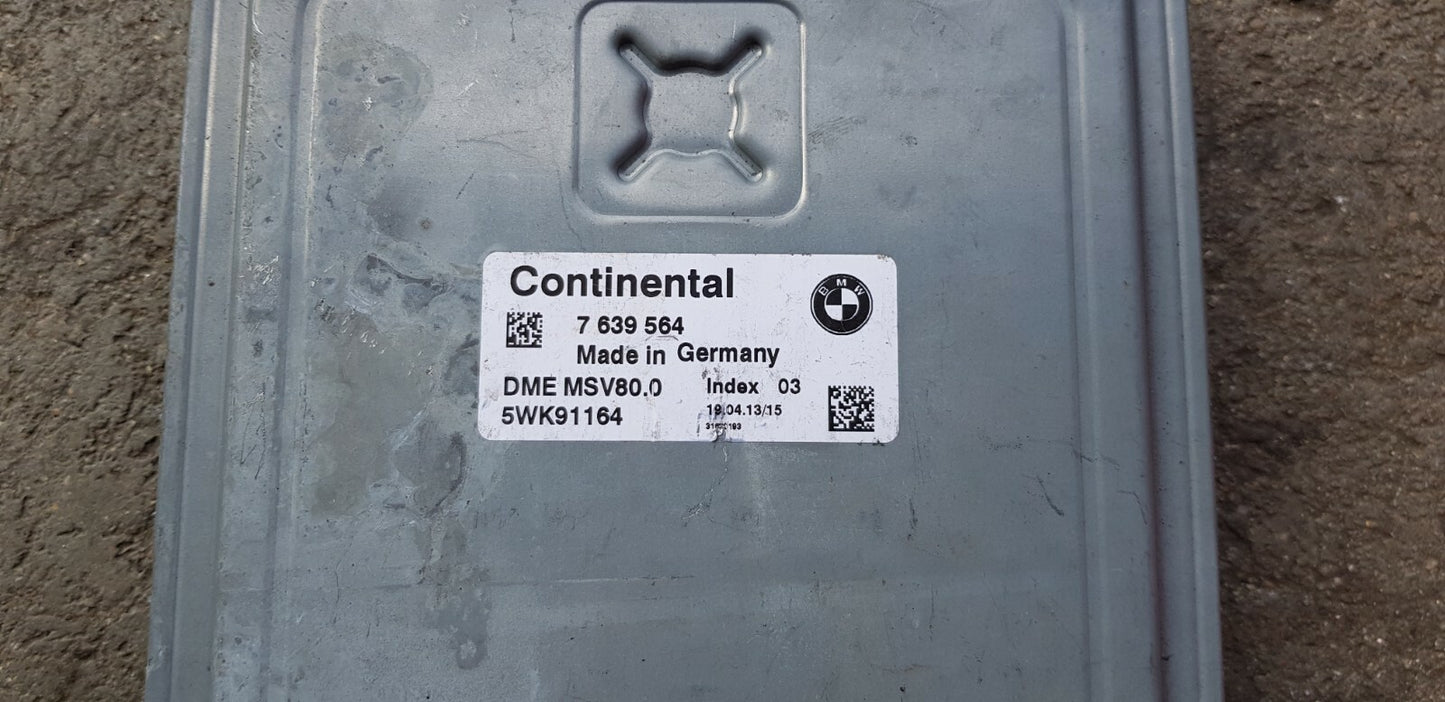 Continental
BMW
7 639 564
Made in Germany
DME MSV80.0 Index 03
5WK91164 19.04.13/15